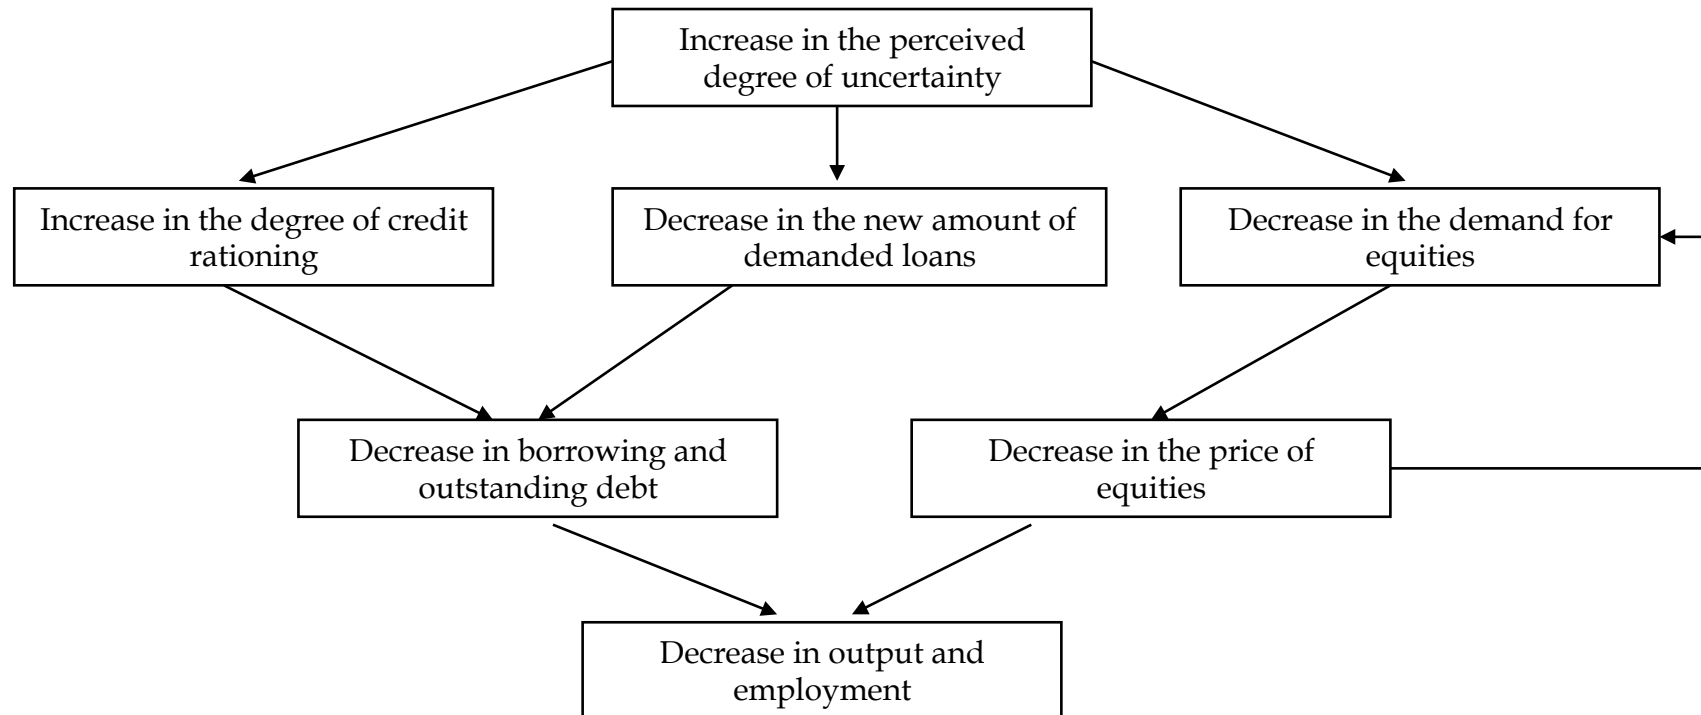 Increase in the perceived
degree of uncertainty
Increase in the degree of credit
rationing
Decrease in the new amount of
demanded loans
Decrease in the demand for
equities
Decrease in borrowing and
outstanding debt
Decrease in the price of
equities
Decrease in output and
employment